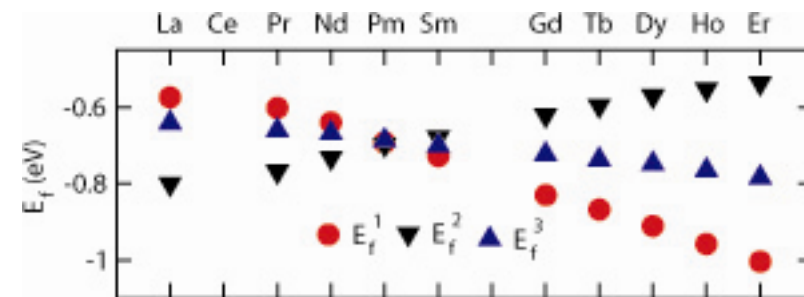 La Ce Pr Nd Pm Sm Gd Tb Dy Ho Er
E_f (eV)
-0.6
-0.8
-1
E_f^1 E_f^2 E_f^3